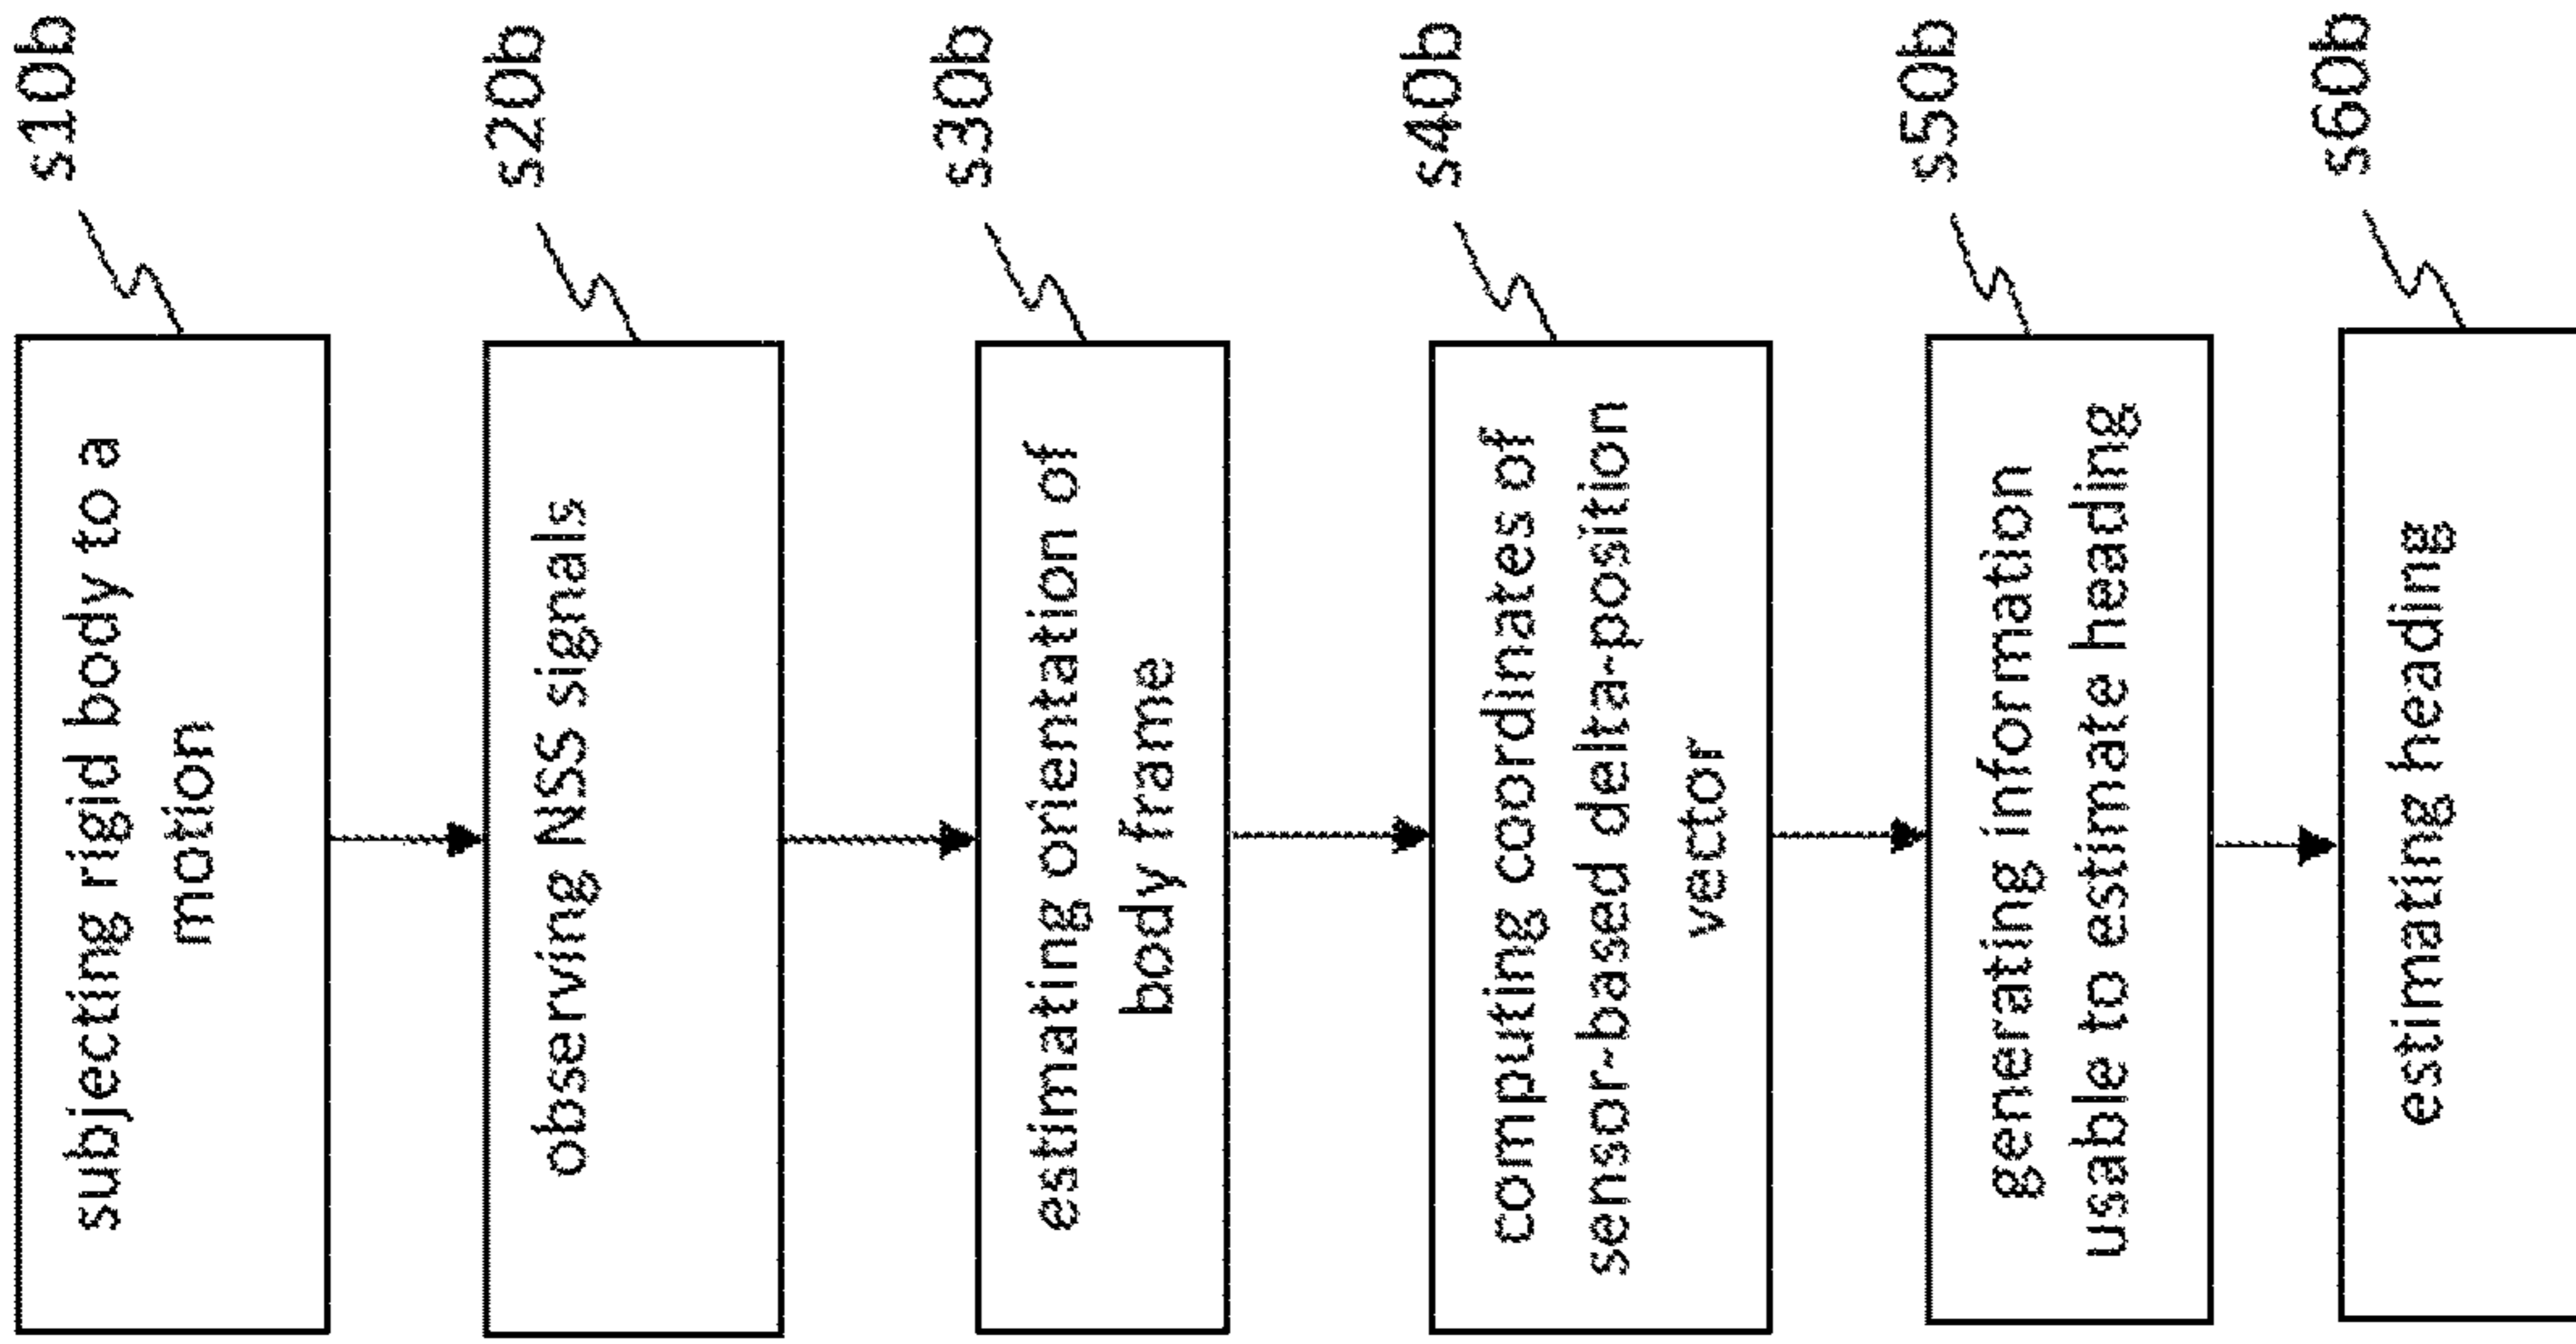 s10b
subjecting rigid body to a
motion
s20b
observing NSS signals
s30b
estimating orientation of
body frame
s40b
computing coordinates of
sensor-based delta-position
vector
s50b
generating information
usable to estimate heading
s60b
estimating heading